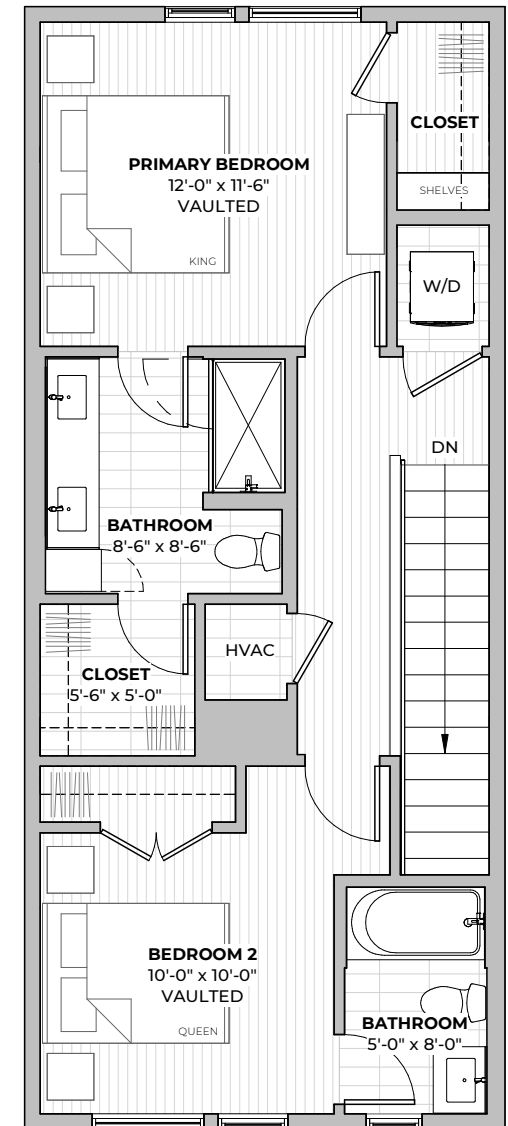 CLOSET
PRIMARY BEDROOM
12'-0" x 11'-6"
VAULTED
SHELVES
KING
W/D
DN
BATHROOM
8'-6" x 8'-6"
HVAC
CLOSET
5'-6" x 5'-0"
BEDROOM 2
10'-0" x 10'-0"
VAULTED
QUEEN
BATHROOM
5'-0" x 8'-0"